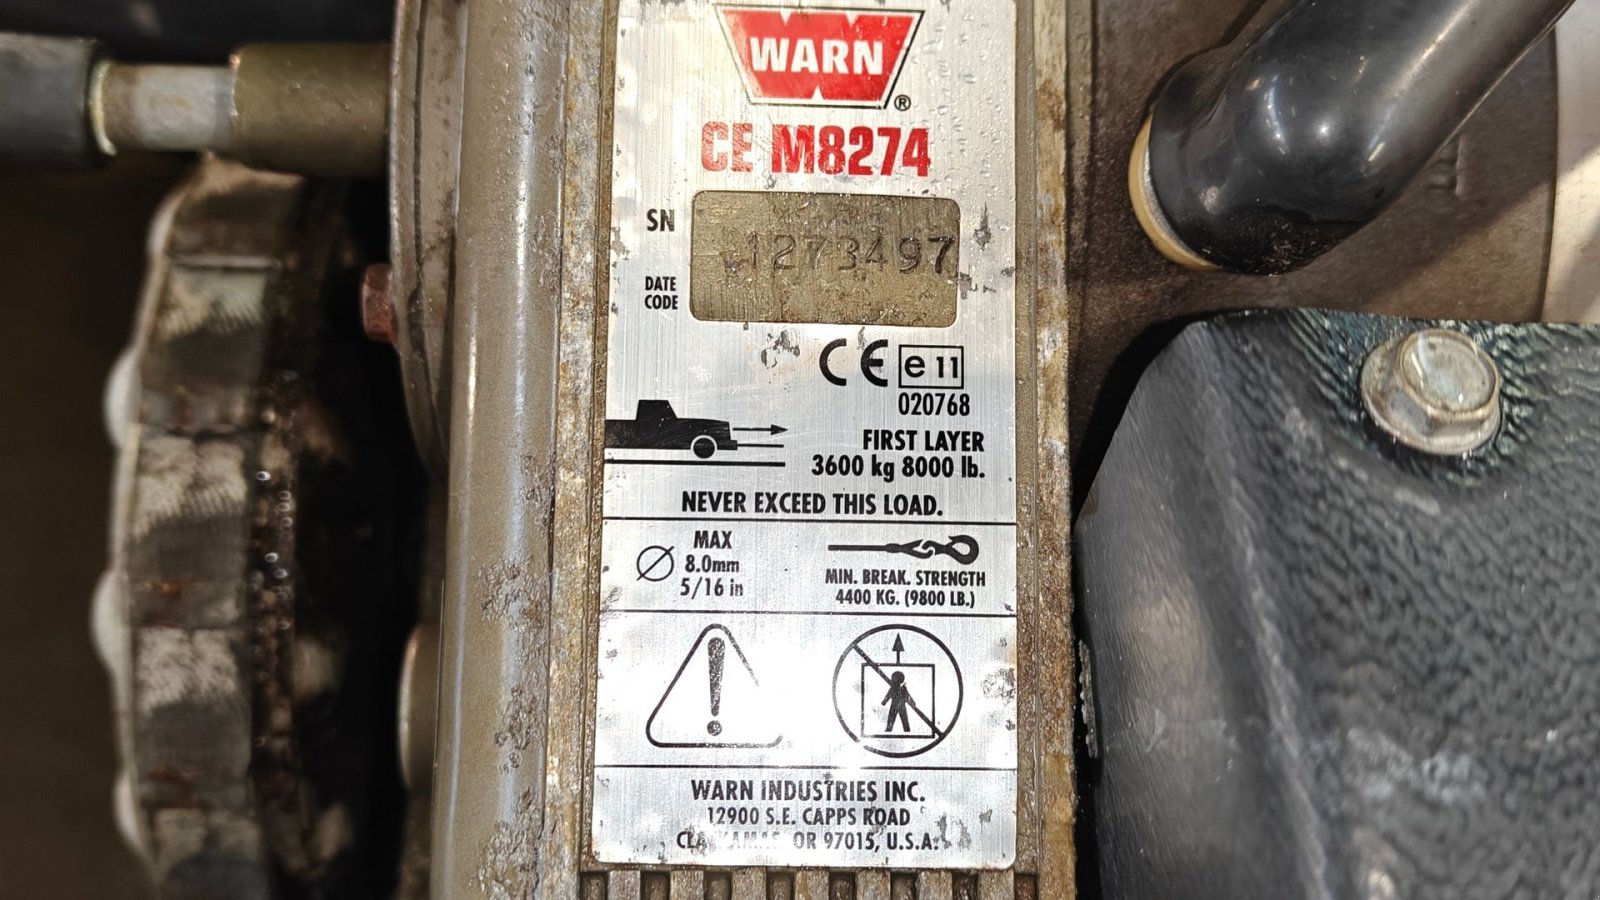 WARN
®
CE M8274
SN
1273497
DATE
CODE
CE e 11
020768
FIRST LAYER
3600 kg 8000 lb.
NEVER EXCEED THIS LOAD.
MAX
8.0mm
5/16 in
MIN. BREAK. STRENGTH
4400 KG. (9800 LB.)
WARN INDUSTRIES INC.
12900 S.E. CAPPS ROAD
OR 97015, U.S.A.